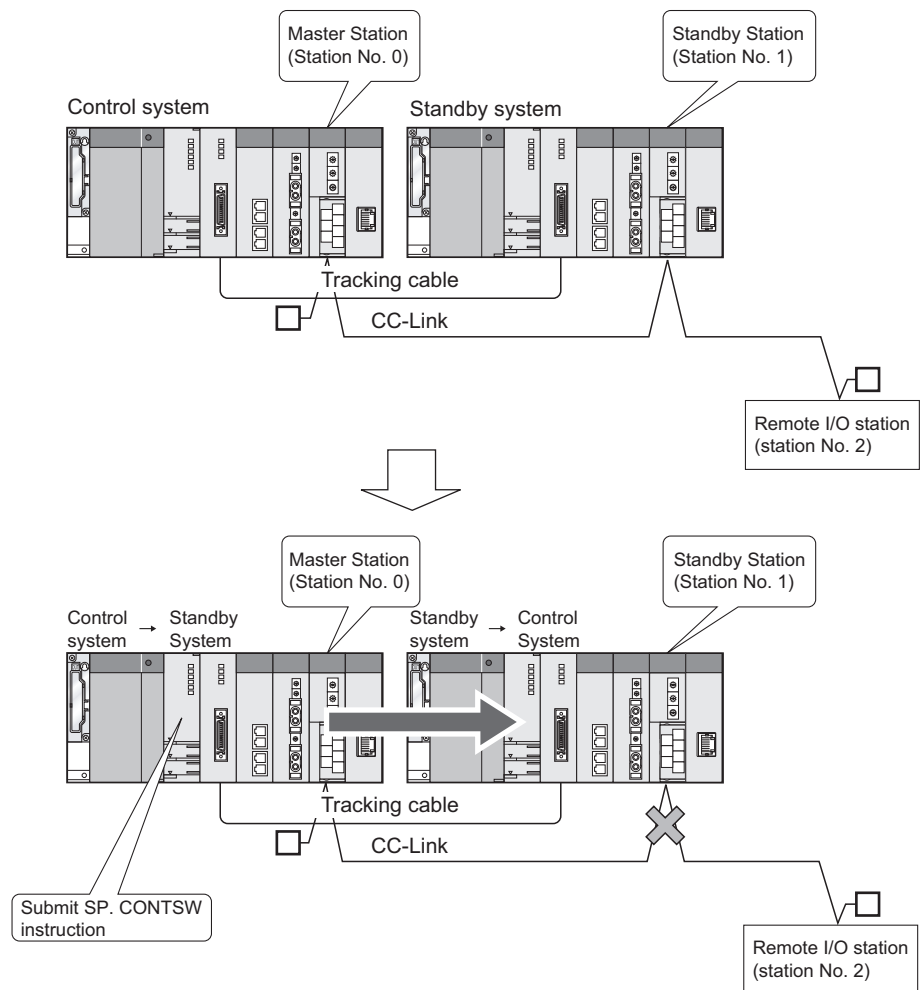 Master Station
(Station No. 0)
Standby Station
(Station No. 1)
Control system
Standby system
Tracking cable
CC-Link
Remote I/O station
(station No. 2)
Master Station
(Station No. 0)
Standby Station
(Station No. 1)
Control → Standby
system System
Standby → Control
system System
Tracking cable
CC-Link
Submit SP. CONTSW
instruction
Remote I/O station
(station No. 2)